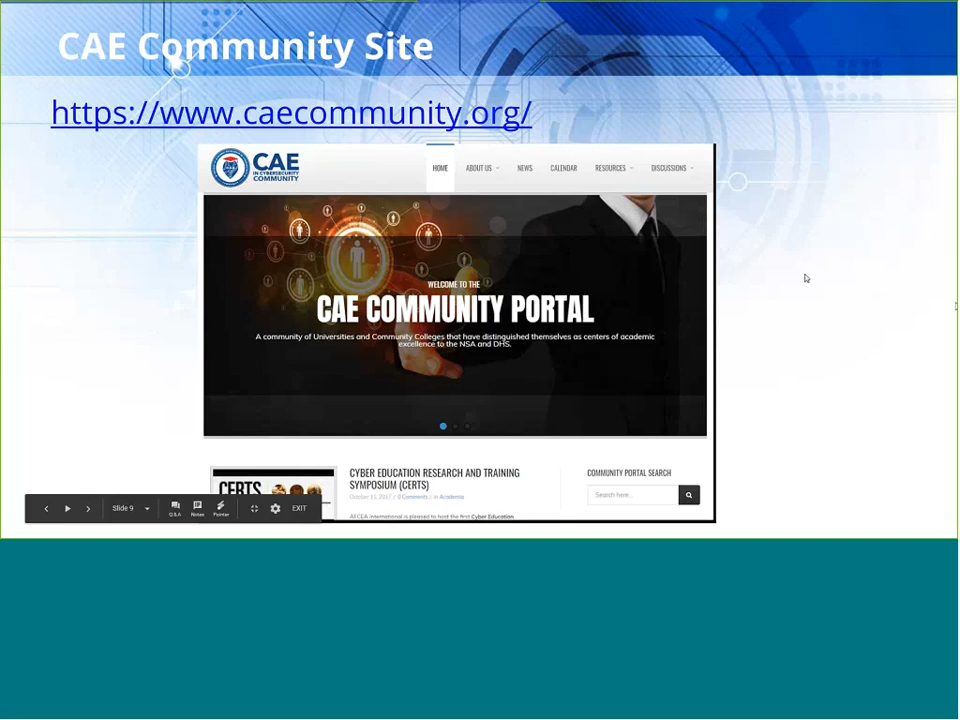 CAE Community Site
https://www.caecommunity.org/
CAE
IN CYBERSECURITY
COMMUNITY
HOME ABOUT US NEWS CALENDAR RESOURCES DISCUSSIONS
WELCOME TO THE
CAE COMMUNITY PORTAL
A community of Universities and Community Colleges that have distinguished themselves as centers of academic
excellence to the NSA and DHS.
CERTS
CYBER EDUCATION RESEARCH AND TRAINING
SYMPOSIUM (CERTS)
October 11, 2017 // 0 Comments // in Academia
AFCEA International is pleased to host the first Cyber Education
COMMUNITY PORTAL SEARCH
Search here...
Slide 9
Q&A Notes Pointer
EXIT